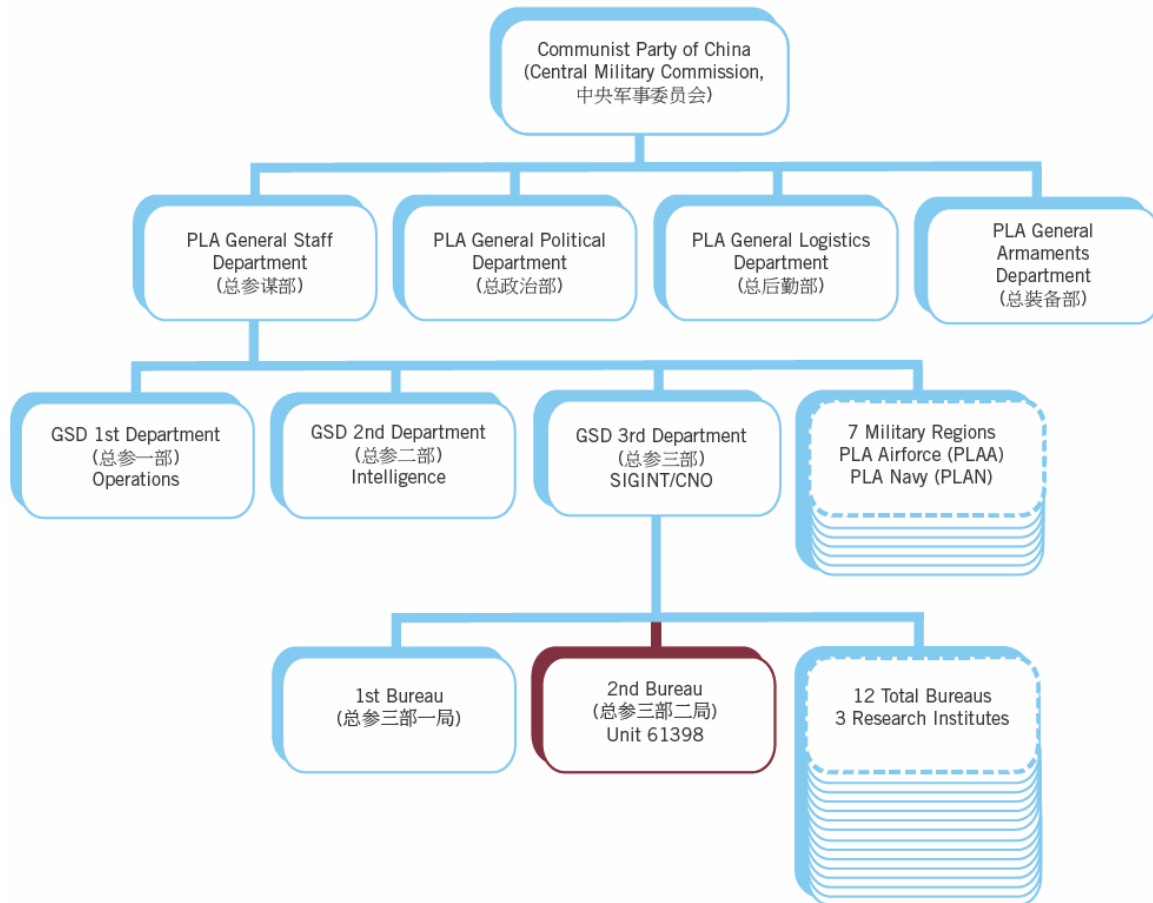 Communist Party of China
(Central Military Commission,
中央军事委员会)
PLA General Staff
Department
(总参谋部)
PLA General Political
Department
(总政治部)
PLA General Logistics
Department
(总后勤部)
PLA General
Armaments
Department
(总装备部)
GSD 1st Department
(总参一部)
Operations
GSD 2nd Department
(总参二部)
Intelligence
GSD 3rd Department
(总参三部)
SIGINT/CNO
7 Military Regions
PLA Airforce (PLAA)
PLA Navy (PLAN)
1st Bureau
(总参三部一局)
2nd Bureau
(总参三部二局)
Unit 61398
12 Total Bureaus
3 Research Institutes